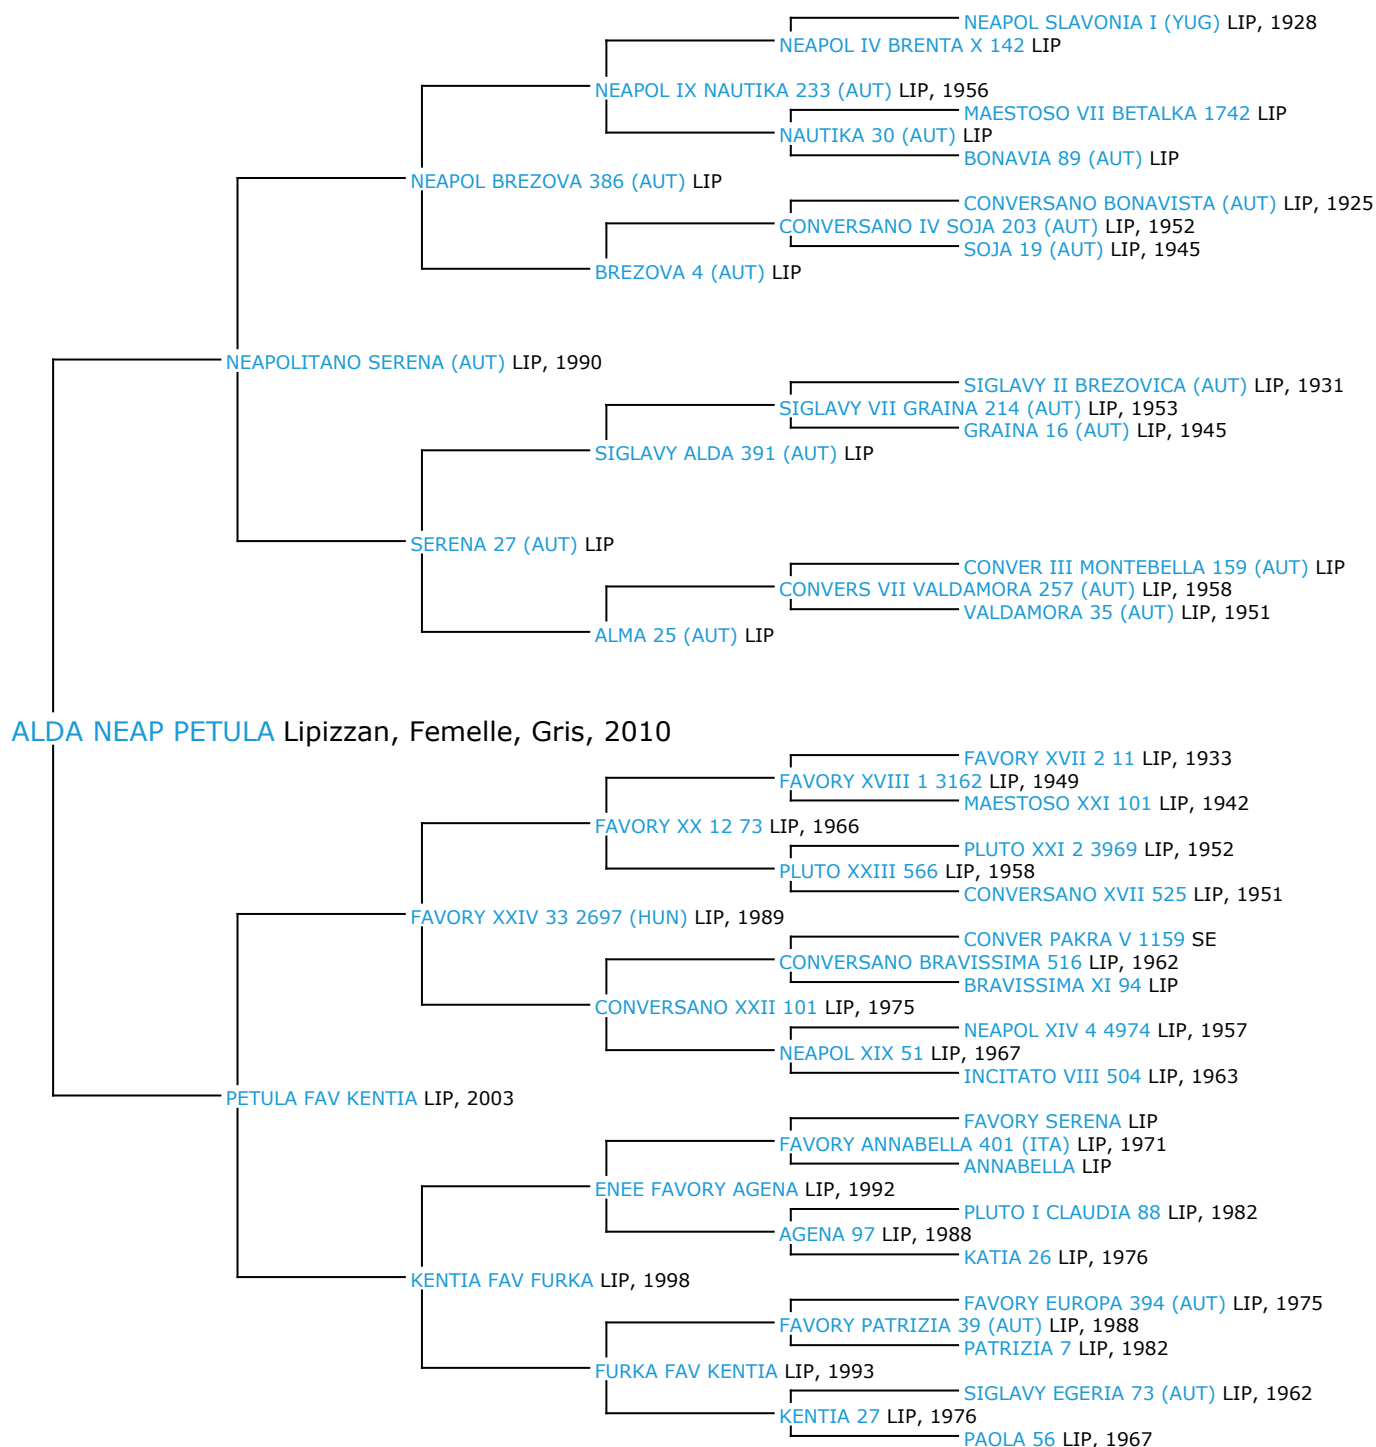 NEAPOL SLAVONIA I (YUG) LIP, 1928
NEAPOL IV BRENTA X 142 LIP
NEAPOL IX NAUTIKA 233 (AUT) LIP, 1956
MAESTOSO VII BETALKA 1742 LIP
NAUTIKA 30 (AUT) LIP
BONAVIA 89 (AUT) LIP
NEAPOL BREZOVA 386 (AUT) LIP
CONVERSANO BONAVISTA (AUT) LIP, 1925
CONVERSANO IV SOJA 203 (AUT) LIP, 1952
SOJA 19 (AUT) LIP, 1945
BREZOVA 4 (AUT) LIP
NEAPOLITANO SERENA (AUT) LIP, 1990
SIGLAVY II BREZOVICA (AUT) LIP, 1931
SIGLAVY VII GRAINA 214 (AUT) LIP, 1953
GRAINA 16 (AUT) LIP, 1945
SIGLAVY ALDA 391 (AUT) LIP
SERENA 27 (AUT) LIP
CONVER III MONTEBELLA 159 (AUT) LIP
CONVERS VII VALDAMORA 257 (AUT) LIP, 1958
VALDAMORA 35 (AUT) LIP, 1951
ALMA 25 (AUT) LIP
ALDA NEAP PETULA Lipizzan, Femelle, Gris, 2010
FAVORY XVII 2 11 LIP, 1933
FAVORY XVIII 1 3162 LIP, 1949
MAESTOSO XXI 101 LIP, 1942
FAVORY XX 12 73 LIP, 1966
PLUTO XXI 2 3969 LIP, 1952
PLUTO XXIII 566 LIP, 1958
CONVERSANO XVII 525 LIP, 1951
FAVORY XXIV 33 2697 (HUN) LIP, 1989
CONVER PAKRA V 1159 SE
CONVERSANO BRAVISSIMA 516 LIP, 1962
BRAVISSIMA XI 94 LIP
CONVERSANO XXII 101 LIP, 1975
NEAPOL XIV 4 4974 LIP, 1957
NEAPOL XIX 51 LIP, 1967
INCITATO VIII 504 LIP, 1963
PETULA FAV KENTIA LIP, 2003
FAVORY SERENA LIP
FAVORY ANNABELLA 401 (ITA) LIP, 1971
ANNABELLA LIP
ENEE FAVORY AGENA LIP, 1992
PLUTO I CLAUDIA 88 LIP, 1982
AGENA 97 LIP, 1988
KATIA 26 LIP, 1976
KENTIA FAV FURKA LIP, 1998
FAVORY EUROPA 394 (AUT) LIP, 1975
FAVORY PATRIZIA 39 (AUT) LIP, 1988
PATRIZIA 7 LIP, 1982
FURKA FAV KENTIA LIP, 1993
SIGLAVY EGERIA 73 (AUT) LIP, 1962
KENTIA 27 LIP, 1976
PAOLA 56 LIP, 1967